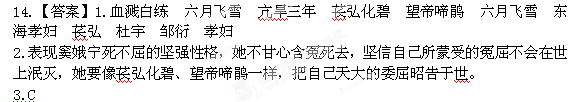 14.【答案】1.血溅白练 六月飞雪 亢旱三年 苌弘化碧 望帝啼鹃 六月飞雪 东
海孝妇 苌弘 杜宇 邹衍 孝妇
2.表现窦娥宁死不屈的坚强性格，她不甘心含冤死去，坚信自己所蒙受的冤屈不会在世
上泯灭，她要像苌弘化碧、望帝啼鹃一样，把自己天大的委屈昭告于世。
3.C